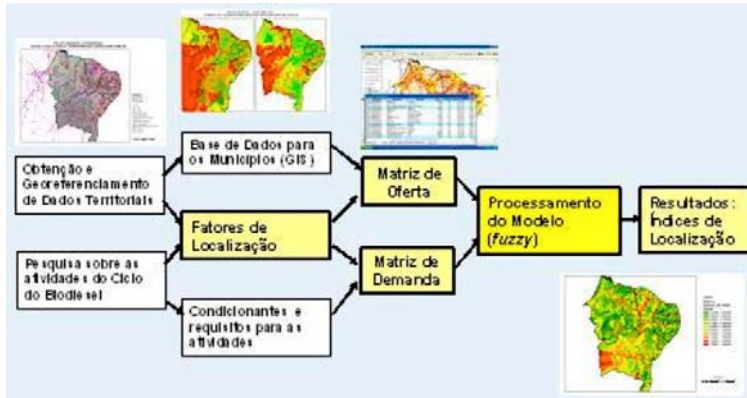 Obtenção e
Georeferenciamento
de Dados Territoriais
Pesquisa sobre as
atividades do Ciclo
do Biodiesel
Base de Dados para
os Municípios (GIS)
Fatores de
Localização
Condicionantes e
requisitos para as
atividades
Matriz de
Oferta
Matriz de
Demanda
Processamento
do Modelo
(fuzzy)
Resultados:
Índices de
Localização